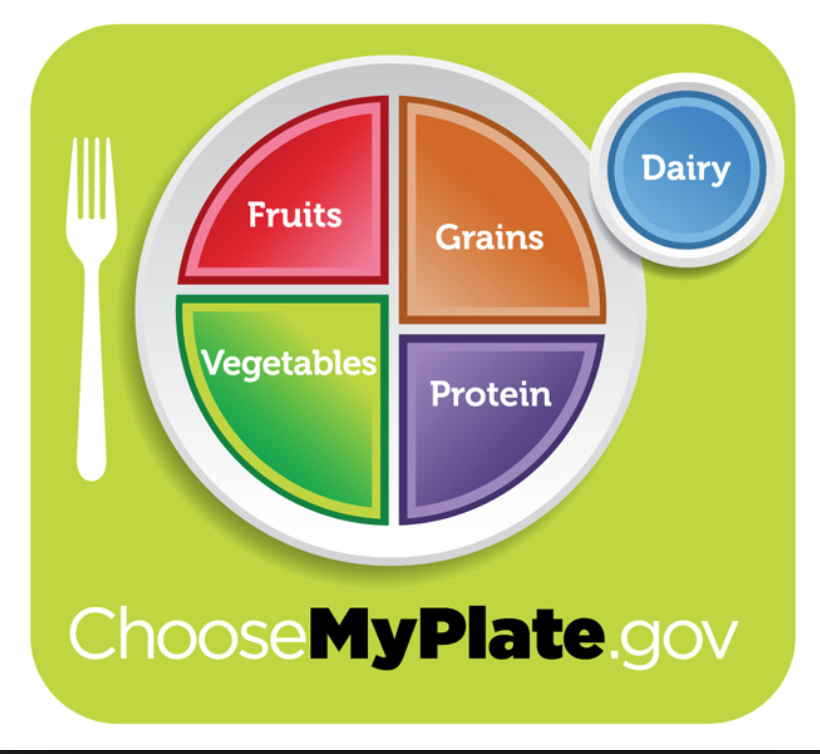 Fruits
Grains
Dairy
Vegetables
Protein
ChooseMyPlate.gov